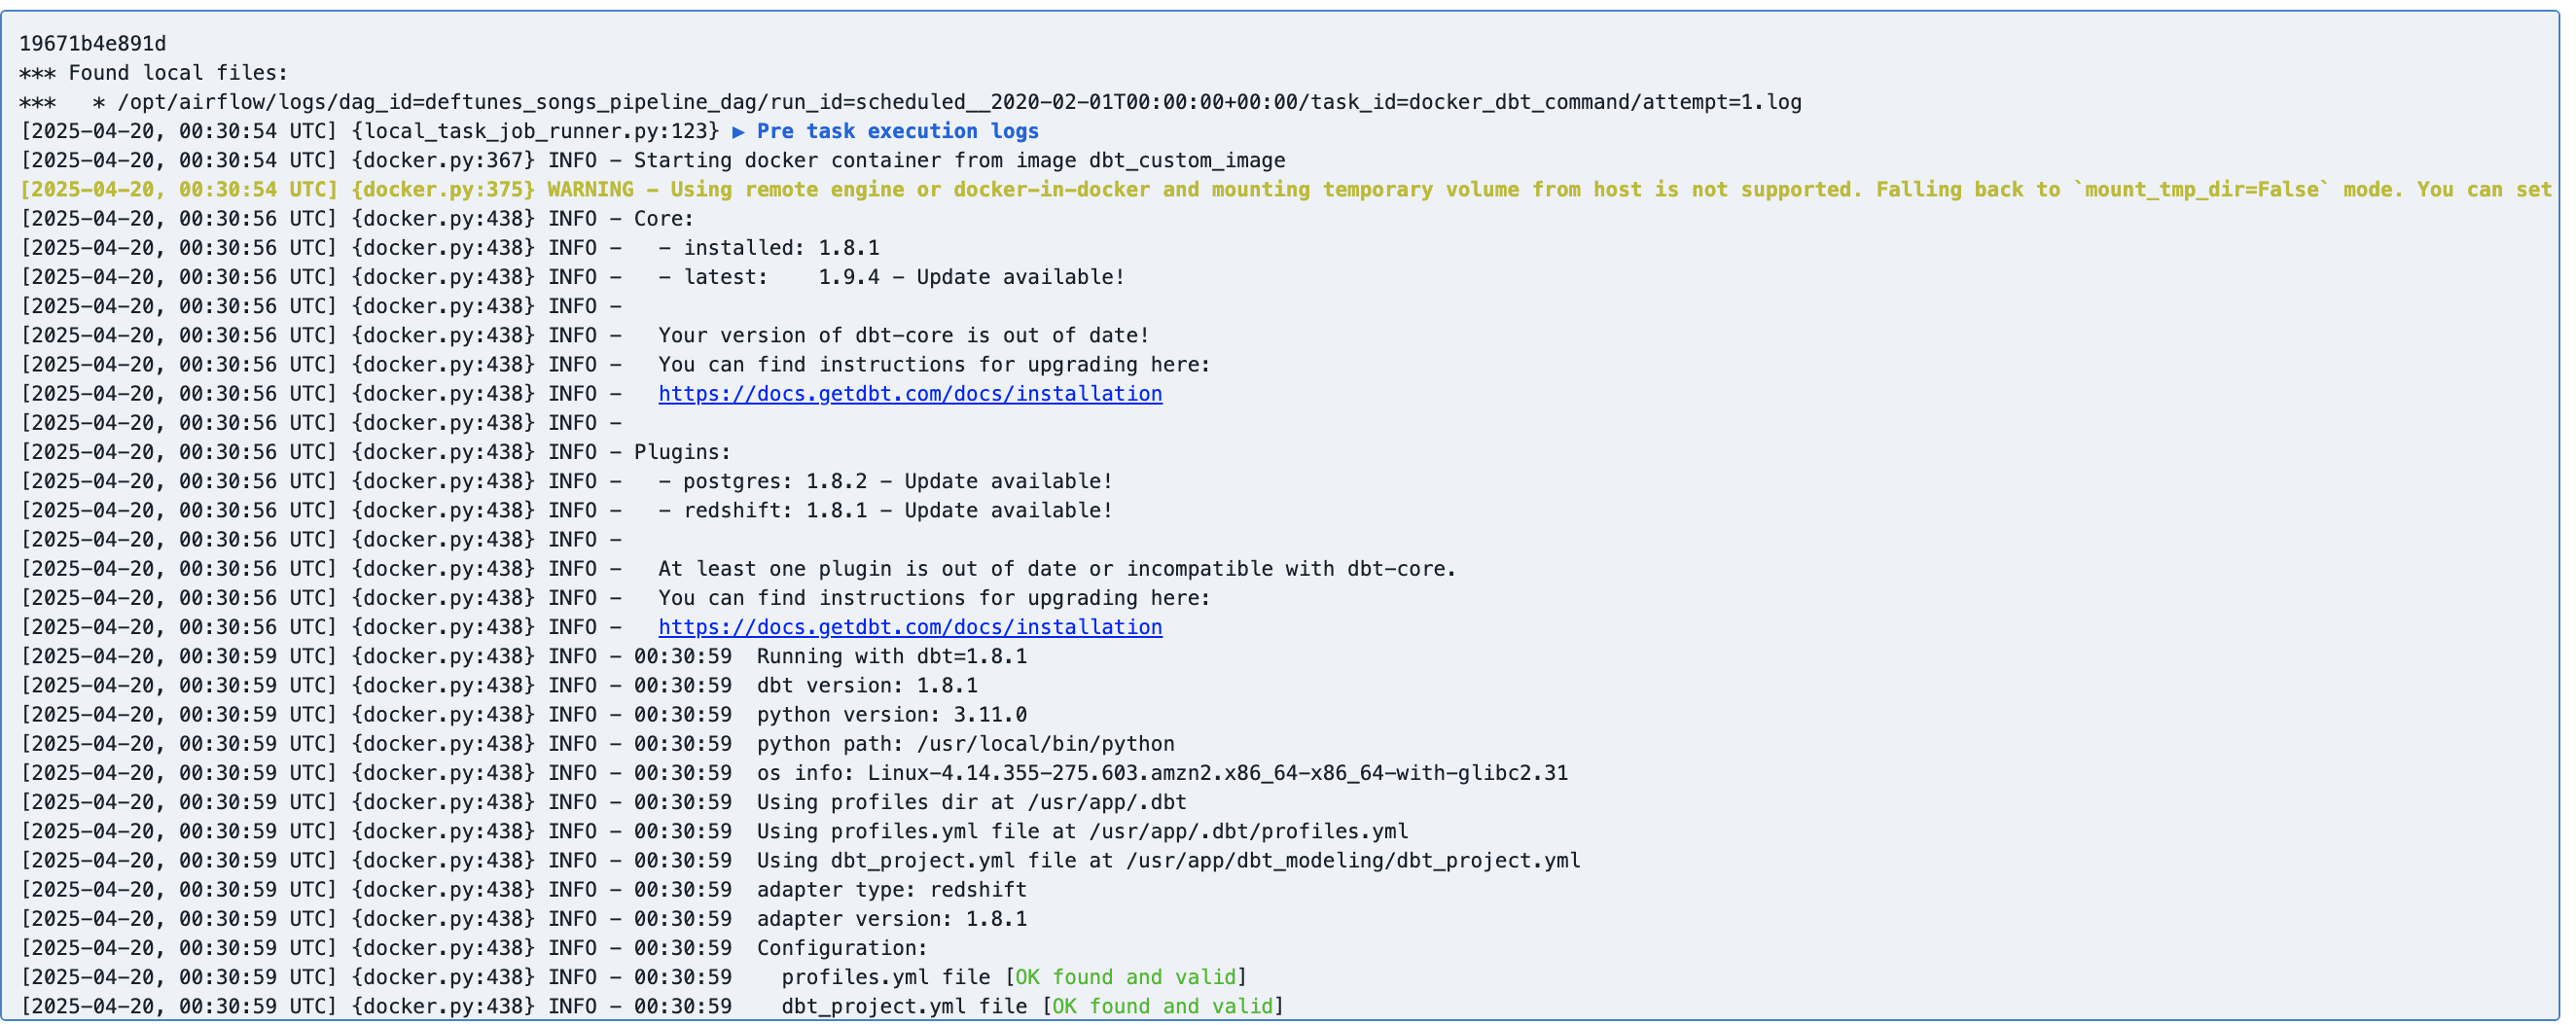 19671b4e891d
*** Found local files:
***   * /opt/airflow/logs/dag_id=deftunes_songs_pipeline_dag/run_id=scheduled__2020-02-01T00:00:00+00:00/task_id=docker_dbt_command/attempt=1.log
[2025-04-20, 00:30:54 UTC] {local_task_job_runner.py:123} ▶ Pre task execution logs
[2025-04-20, 00:30:54 UTC] {docker.py:367} INFO - Starting docker container from image dbt_custom_image
[2025-04-20, 00:30:54 UTC] {docker.py:375} WARNING - Using remote engine or docker-in-docker and mounting temporary volume from host is not supported. Falling back to `mount_tmp_dir=False` mode. You can set
[2025-04-20, 00:30:56 UTC] {docker.py:438} INFO - Core:
[2025-04-20, 00:30:56 UTC] {docker.py:438} INFO -   - installed: 1.8.1
[2025-04-20, 00:30:56 UTC] {docker.py:438} INFO -   - latest:    1.9.4 - Update available!
[2025-04-20, 00:30:56 UTC] {docker.py:438} INFO -
[2025-04-20, 00:30:56 UTC] {docker.py:438} INFO -   Your version of dbt-core is out of date!
[2025-04-20, 00:30:56 UTC] {docker.py:438} INFO -   You can find instructions for upgrading here:
[2025-04-20, 00:30:56 UTC] {docker.py:438} INFO -   https://docs.getdbt.com/docs/installation
[2025-04-20, 00:30:56 UTC] {docker.py:438} INFO -
[2025-04-20, 00:30:56 UTC] {docker.py:438} INFO - Plugins:
[2025-04-20, 00:30:56 UTC] {docker.py:438} INFO -   - postgres: 1.8.2 - Update available!
[2025-04-20, 00:30:56 UTC] {docker.py:438} INFO -   - redshift: 1.8.1 - Update available!
[2025-04-20, 00:30:56 UTC] {docker.py:438} INFO -
[2025-04-20, 00:30:56 UTC] {docker.py:438} INFO -   At least one plugin is out of date or incompatible with dbt-core.
[2025-04-20, 00:30:56 UTC] {docker.py:438} INFO -   You can find instructions for upgrading here:
[2025-04-20, 00:30:56 UTC] {docker.py:438} INFO -   https://docs.getdbt.com/docs/installation
[2025-04-20, 00:30:59 UTC] {docker.py:438} INFO - 00:30:59  Running with dbt=1.8.1
[2025-04-20, 00:30:59 UTC] {docker.py:438} INFO - 00:30:59  dbt version: 1.8.1
[2025-04-20, 00:30:59 UTC] {docker.py:438} INFO - 00:30:59  python version: 3.11.0
[2025-04-20, 00:30:59 UTC] {docker.py:438} INFO - 00:30:59  python path: /usr/local/bin/python
[2025-04-20, 00:30:59 UTC] {docker.py:438} INFO - 00:30:59  os info: Linux-4.14.355-275.603.amzn2.x86_64-x86_64-with-glibc2.31
[2025-04-20, 00:30:59 UTC] {docker.py:438} INFO - 00:30:59  Using profiles dir at /usr/app/.dbt
[2025-04-20, 00:30:59 UTC] {docker.py:438} INFO - 00:30:59  Using profiles.yml file at /usr/app/.dbt/profiles.yml
[2025-04-20, 00:30:59 UTC] {docker.py:438} INFO - 00:30:59  Using dbt_project.yml file at /usr/app/dbt_modeling/dbt_project.yml
[2025-04-20, 00:30:59 UTC] {docker.py:438} INFO - 00:30:59  adapter type: redshift
[2025-04-20, 00:30:59 UTC] {docker.py:438} INFO - 00:30:59  adapter version: 1.8.1
[2025-04-20, 00:30:59 UTC] {docker.py:438} INFO - 00:30:59  Configuration:
[2025-04-20, 00:30:59 UTC] {docker.py:438} INFO - 00:30:59    profiles.yml file [OK found and valid]
[2025-04-20, 00:30:59 UTC] {docker.py:438} INFO - 00:30:59    dbt_project.yml file [OK found and valid]